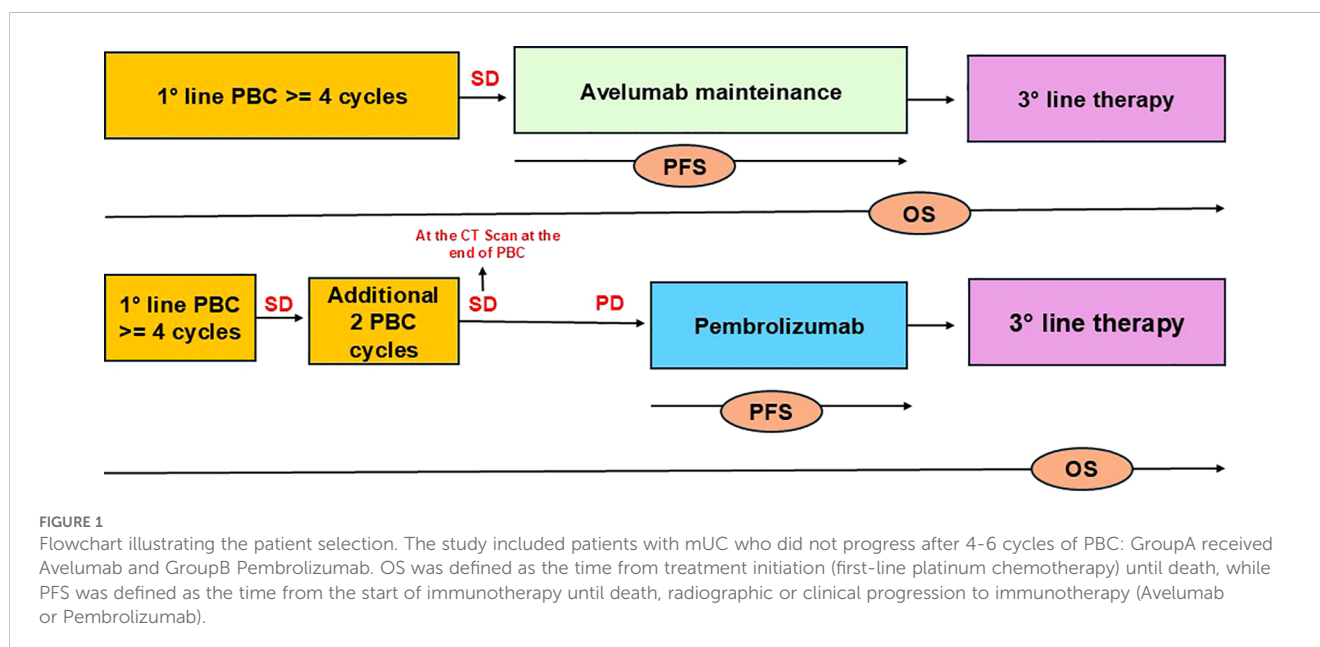 1° line PBC >= 4 cycles
SD
Avelumab mainteinance
3° line therapy
PFS
OS
At the CT Scan at the
end of PBC
1° line PBC
>= 4 cycles
SD
Additional
2 PBC
cycles
SD
PD
Pembrolizumab
3° line therapy
PFS
OS
FIGURE 1
Flowchart illustrating the patient selection. The study included patients with mUC who did not progress after 4-6 cycles of PBC: GroupA received
Avelumab and GroupB Pembrolizumab. OS was defined as the time from treatment initiation (first-line platinum chemotherapy) until death, while
PFS was defined as the time from the start of immunotherapy until death, radiographic or clinical progression to immunotherapy (Avelumab
or Pembrolizumab).